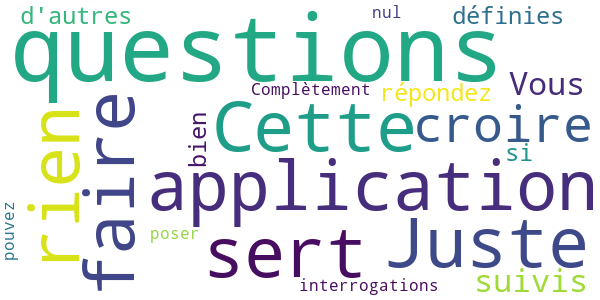 d'autres
nul
définies
questions
Complètement
répondez
Vous
rien
faire
bien
Cette
croire
si
application
pouvez
poser
sert
Juste
interrogations
suivis